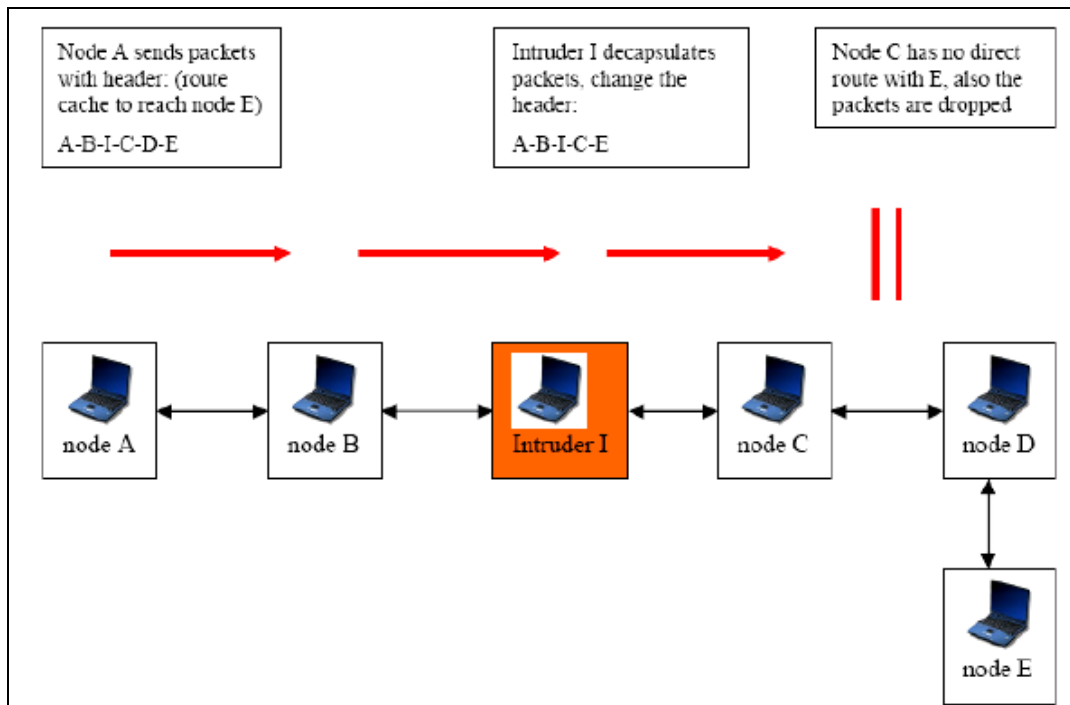 Node A sends packets
with header: (route
cache to reach node E)
A-B-I-C-D-E
Intruder I decapsulates
packets, change the
header:
A-B-I-C-E
Node C has no direct
route with E, also the
packets are dropped
node A
node B
Intruder I
node C
node D
node E